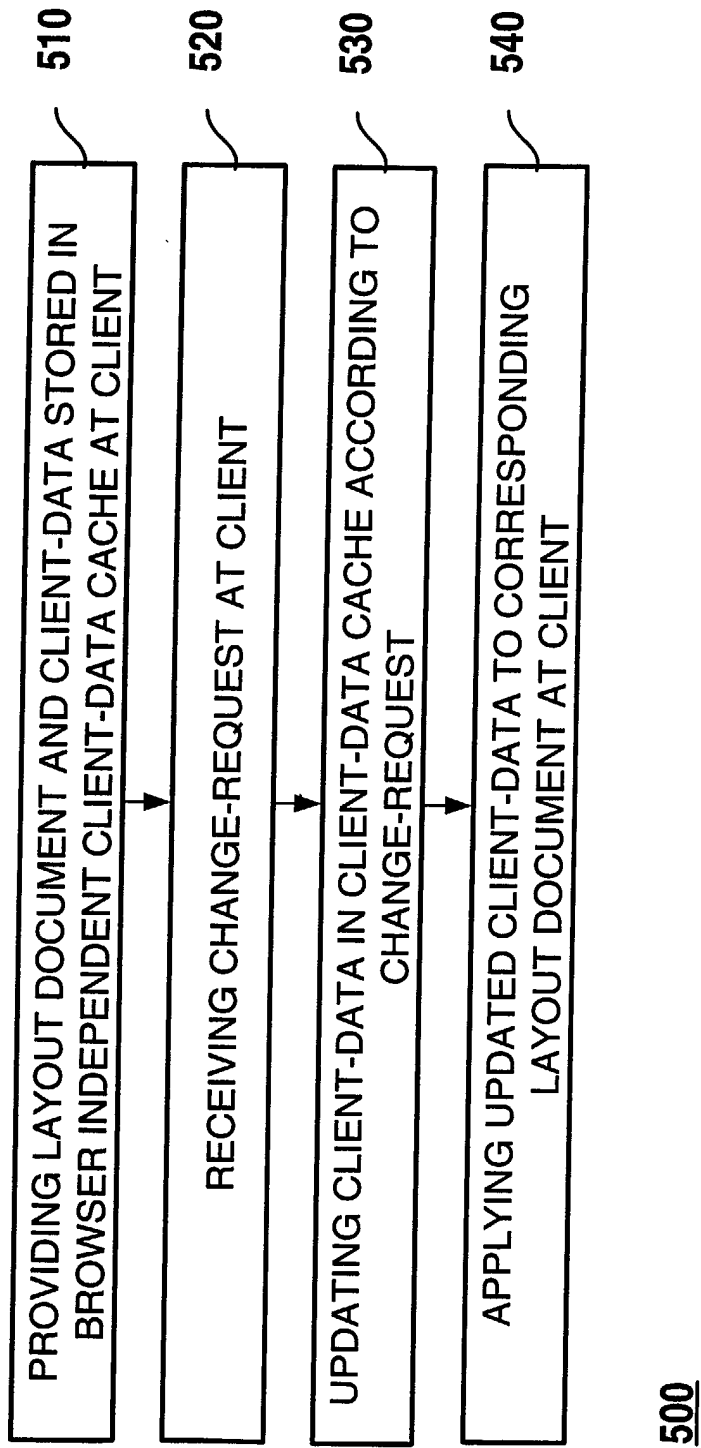 PROVIDING LAYOUT DOCUMENT AND CLIENT-DATA STORED IN
BROWSER INDEPENDENT CLIENT-DATA CACHE AT CLIENT
510
RECEIVING CHANGE-REQUEST AT CLIENT
520
UPDATING CLIENT-DATA IN CLIENT-DATA CACHE ACCORDING TO
CHANGE-REQUEST
530
APPLYING UPDATED CLIENT-DATA TO CORRESPONDING
LAYOUT DOCUMENT AT CLIENT
540
500